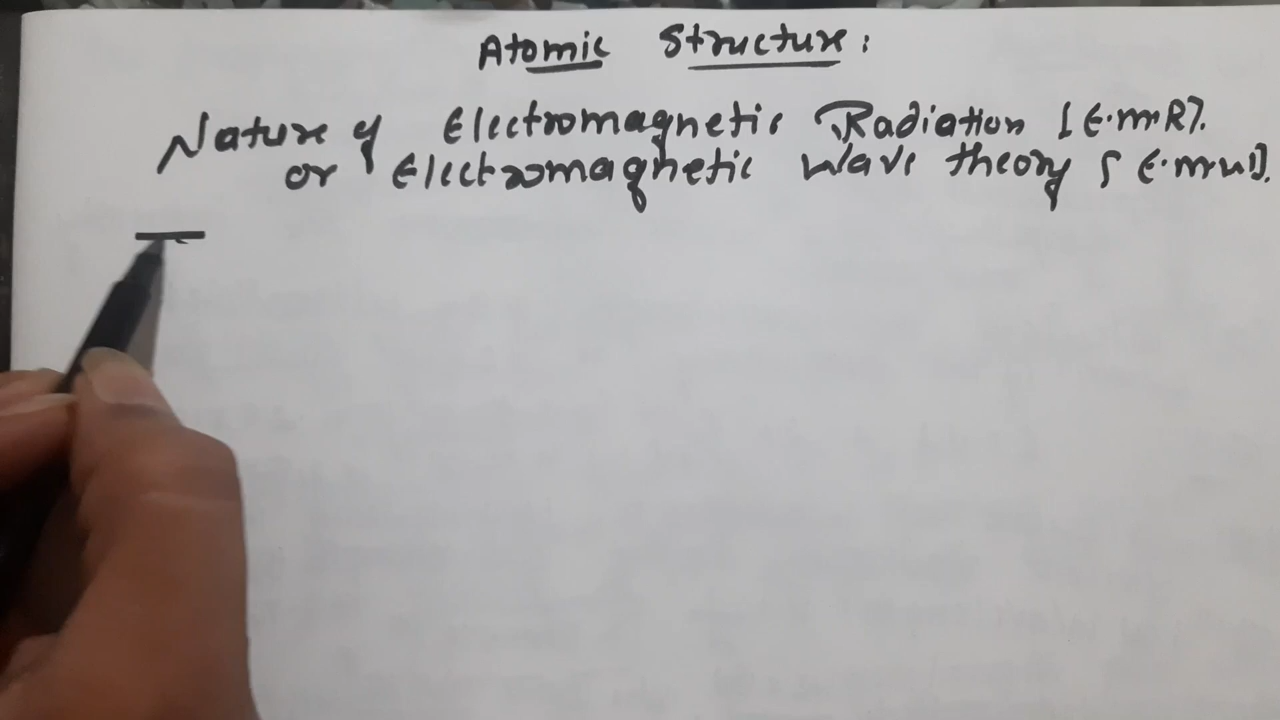 Atomic Structure:
Nature of Electromagnetic Radiation [E.M.R].
or Electromagnetic Wave theory [E.M.W].